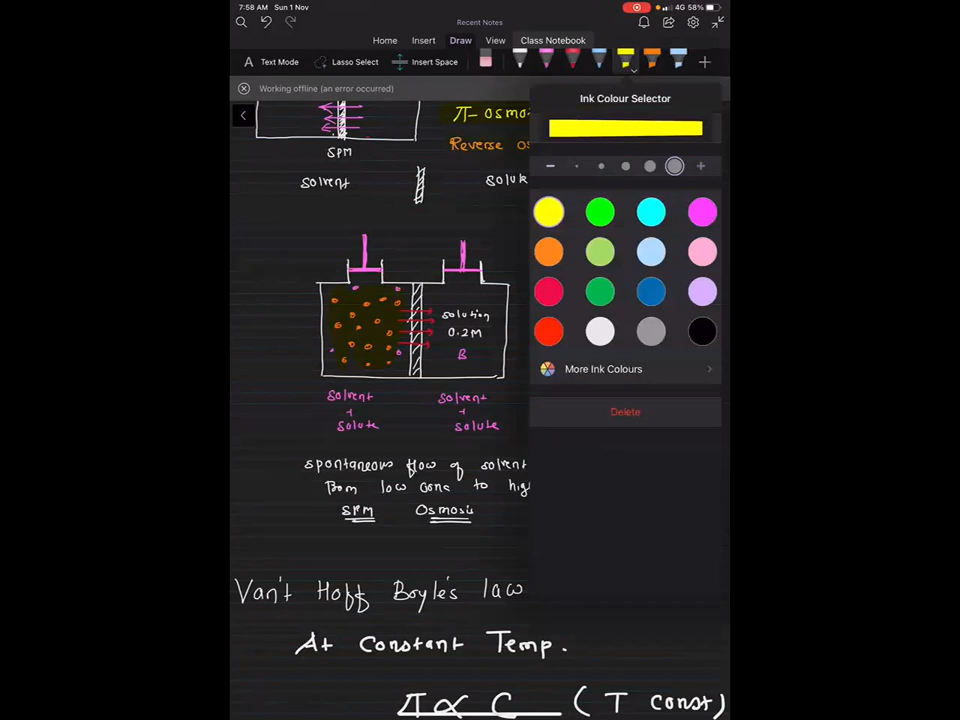 7:58 AM Sun 1 Nov
4G 58%
Recent Notes
Home Insert Draw View Class Notebook
Text Mode Lasso Select Insert Space
Working offline (an error occurred)
Ink Colour Selector
π- osmo
Reverse os
SPM
solvent
solut
solution
0.2M
B
solvent
+
solute
solvent
+
solute
More Ink Colours
Delete
spontaneous flow of solvent
from low conc to hig
SPM Osmosis
Van't Hoff Boyle's law
At Constant Temp.
π ∝ C (T const)